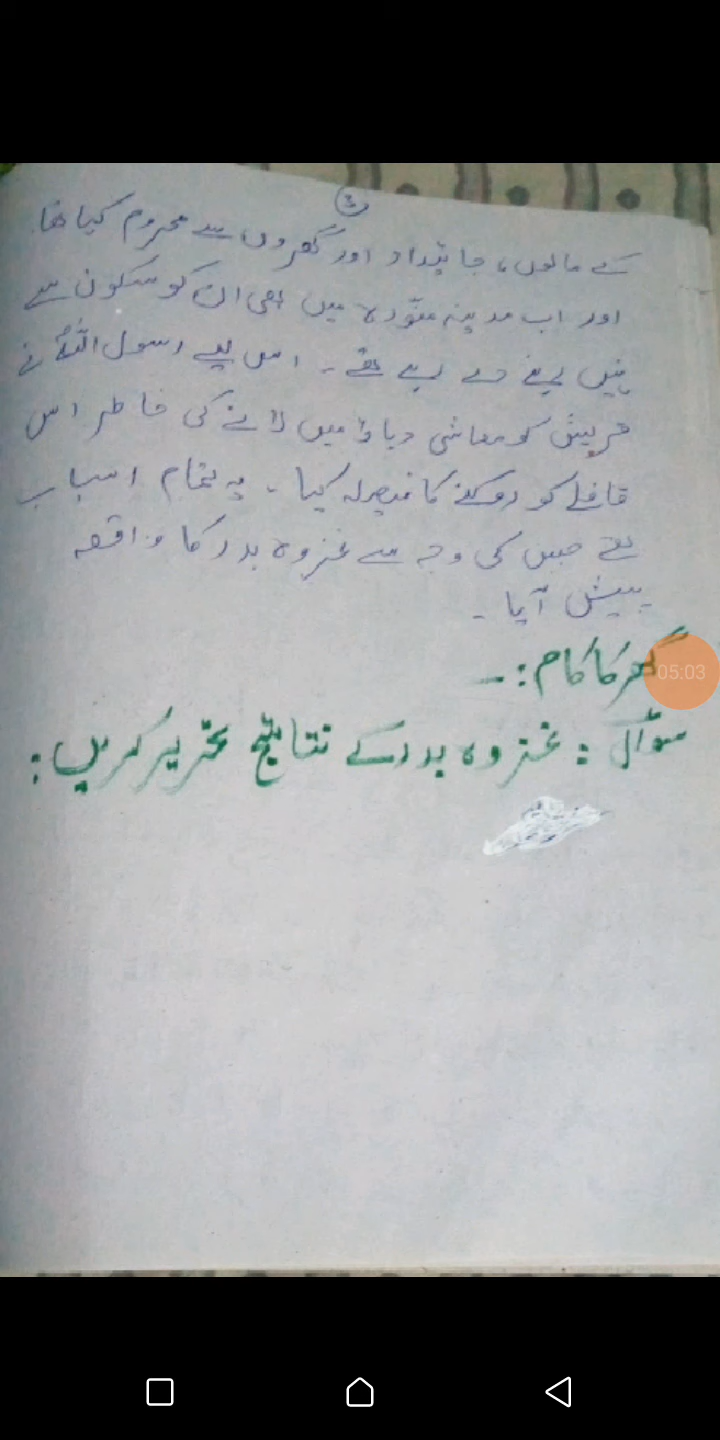 ۳
کے مالوں، جائیداد اور گھروں سے محروم کیا تھا۔
اور اب مدینہ منورہ میں بھی ان کو سکون سے
نہیں رہنے دے رہے تھے۔ اس لیے رسول اللہؐ نے
قریش کو معاشی دباؤ میں لانے کی خاطر اس
قافلے کو روکنے کا فیصلہ کیا۔ یہ تمام اسباب
تھے جس کی وجہ سے غزوہ بدر کا واقعہ
پیش آیا۔
گھر کا کام :-
05:03
سوال : غزوہ بدر کے نتائج تحریر کریں :